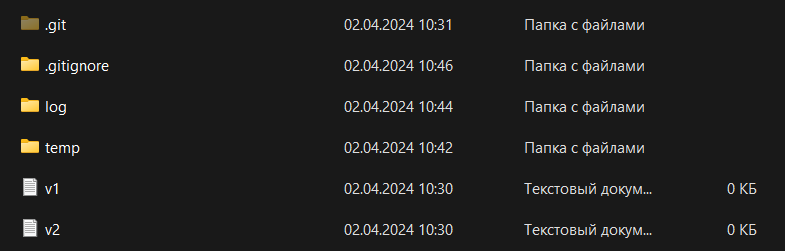 .git 02.04.2024 10:31 Папка с файлами
.gitignore 02.04.2024 10:46 Папка с файлами
log 02.04.2024 10:44 Папка с файлами
temp 02.04.2024 10:42 Папка с файлами
v1 02.04.2024 10:30 Текстовый докум... 0 КБ
v2 02.04.2024 10:30 Текстовый докум... 0 КБ